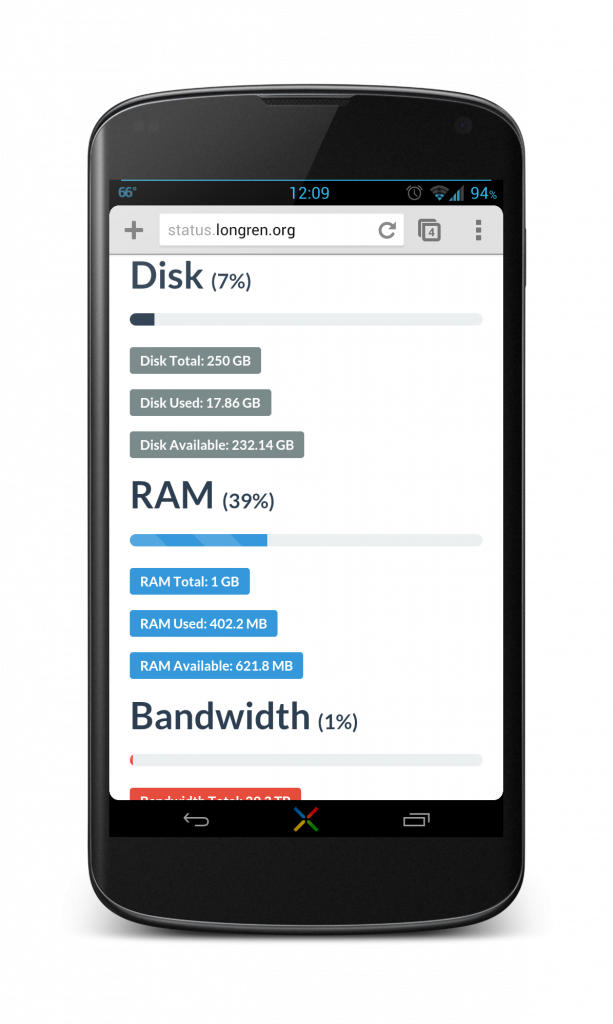 66°
12:09
94%
status.longren.org
4
Disk (7%)
Disk Total: 250 GB
Disk Used: 17.86 GB
Disk Available: 232.14 GB
RAM (39%)
RAM Total: 1 GB
RAM Used: 402.2 MB
RAM Available: 621.8 MB
Bandwidth (1%)
Bandwidth Total: